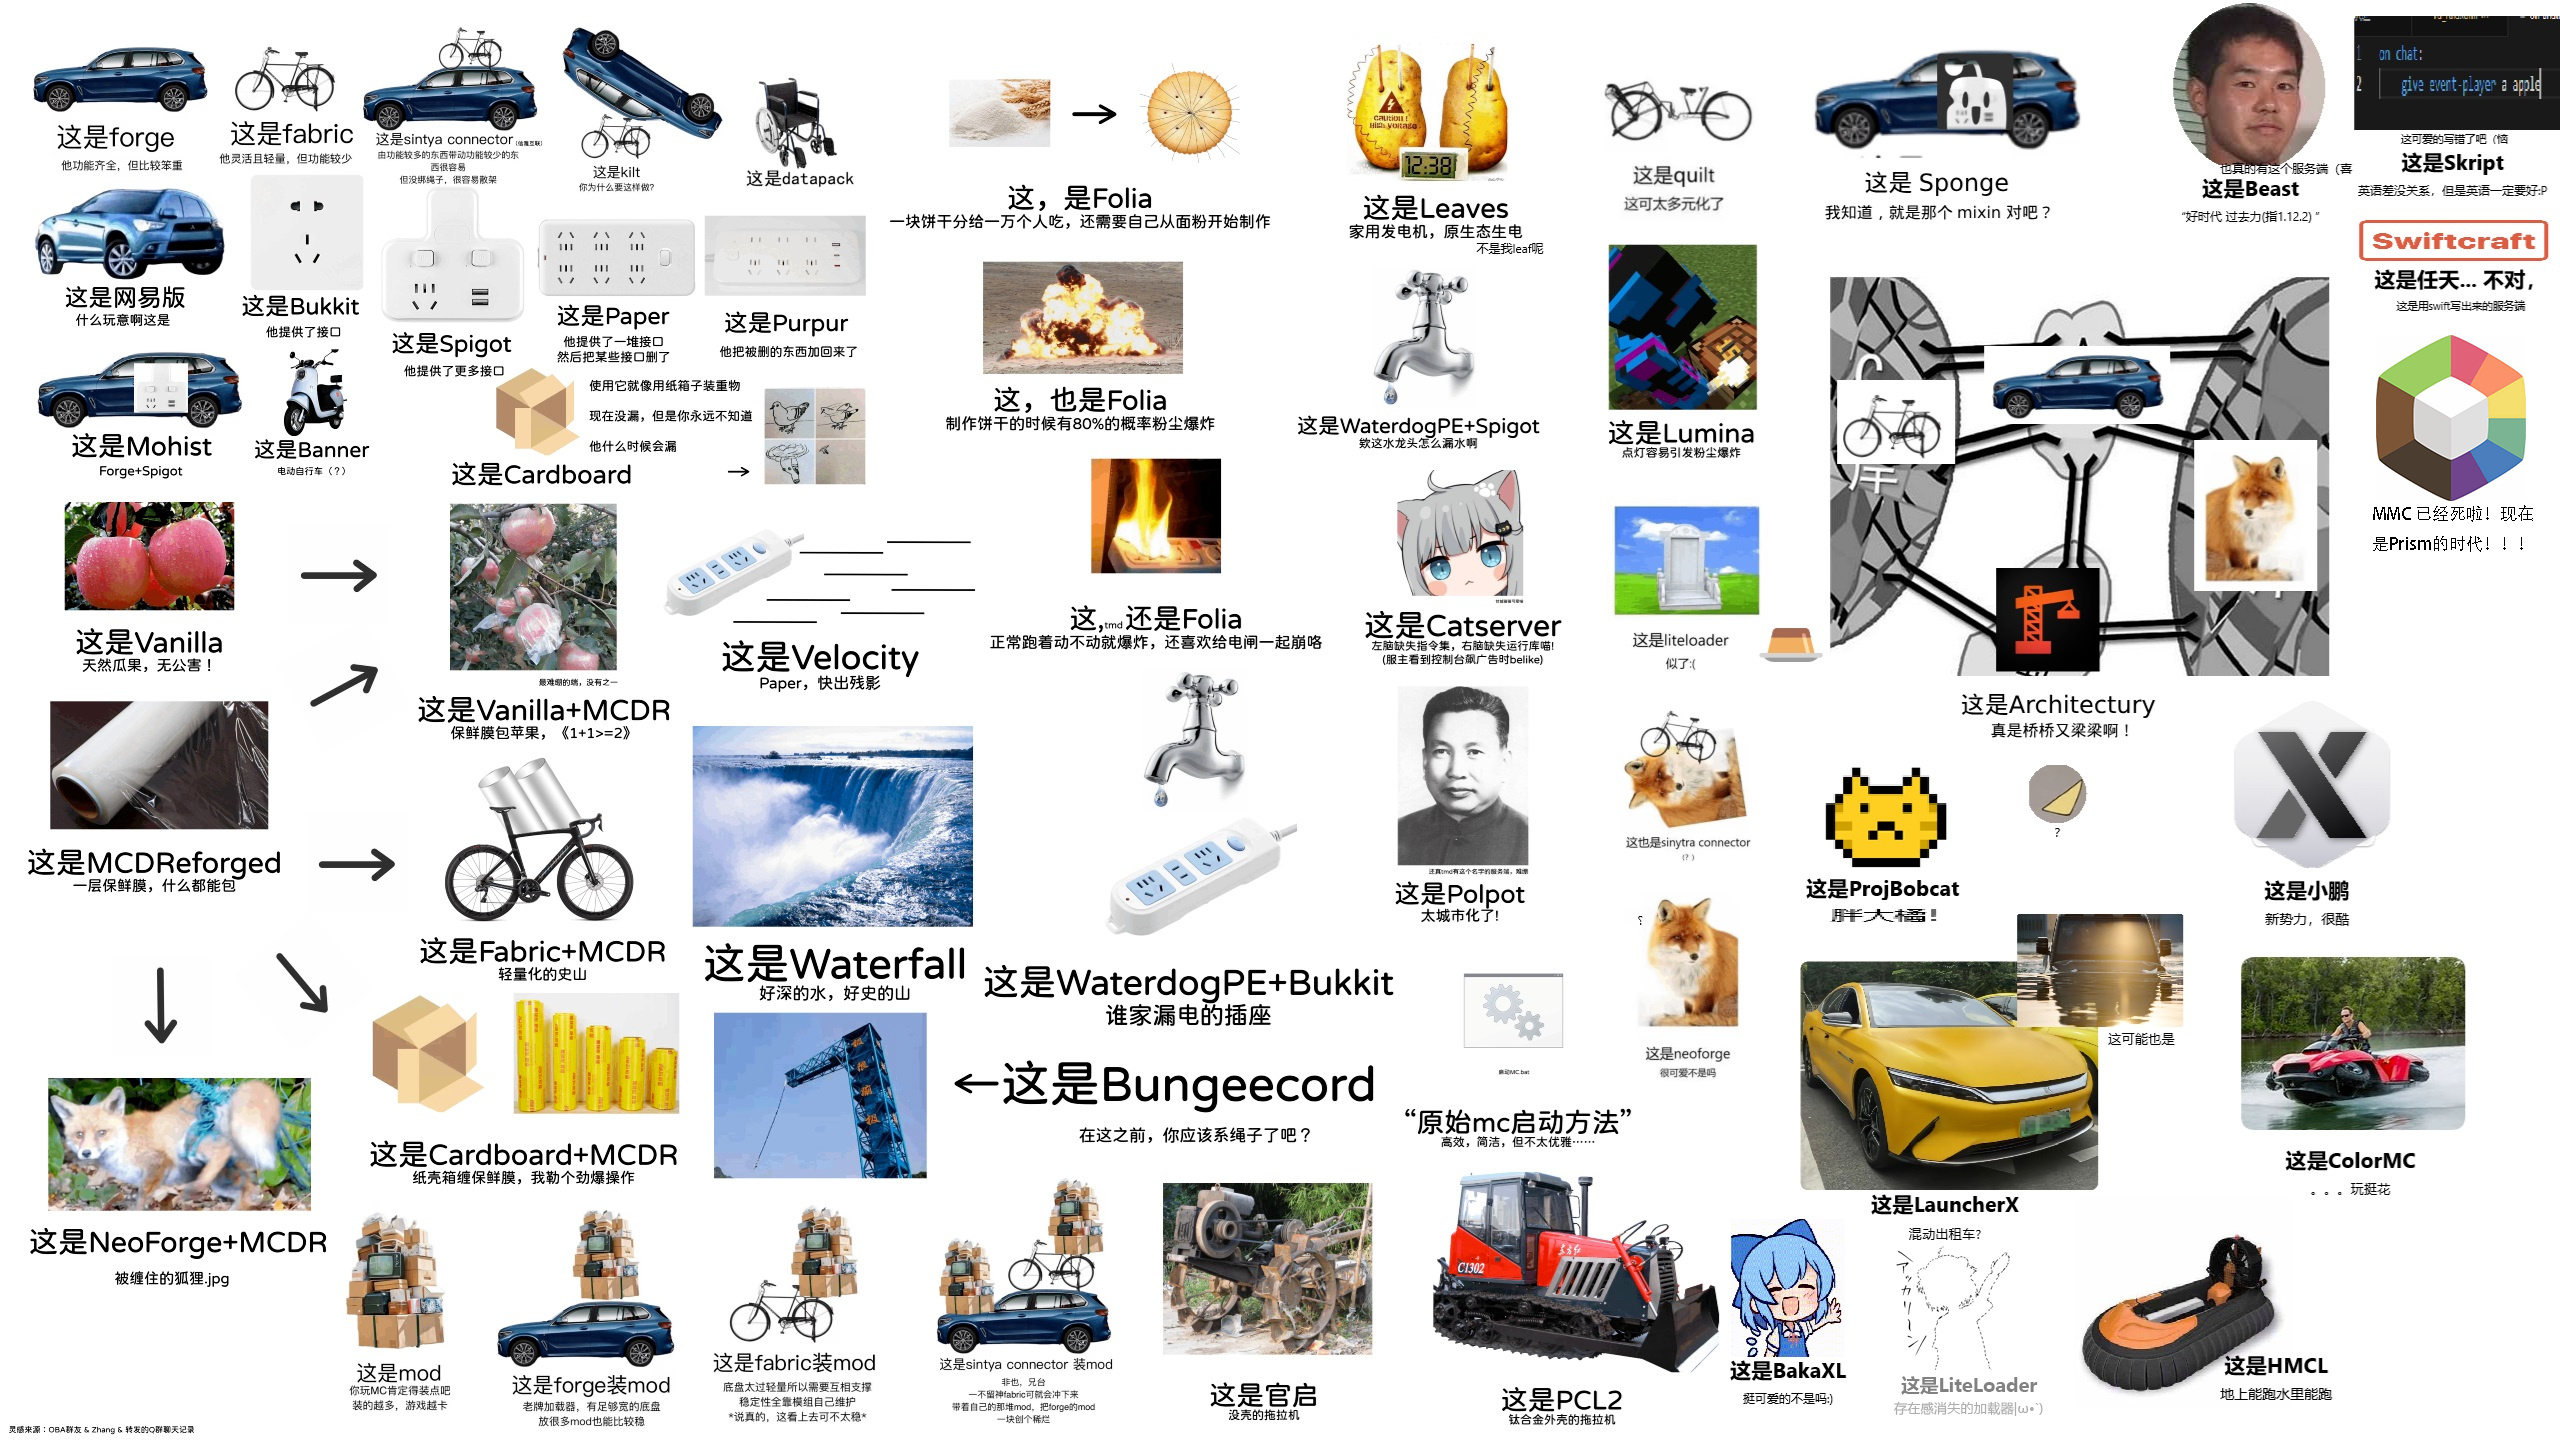 这是forge
他功能齐全，但比较笨重
这是fabric
他灵活且轻量，但功能较少
这是sintya connector（信雅互联）
由功能较多的东西带动功能较少的东
西很容易
但没绑绳子，很容易散架
这是kilt
你为什么要这样做?
这是datapack
这是网易版
什么玩意啊这是
这是Bukkit
他提供了接口
这是Spigot
他提供了更多接口
这是Paper
他提供了一堆接口
然后把某些接口删了
这是Purpur
他把被删的东西加回来了
这是Mohist
Forge+Spigot
这是Banner
电动自行车（？）
使用它就像用纸箱子装重物
现在没漏，但是你永远不知道
他什么时候会漏
这是Cardboard
这，是Folia
一块饼干分给一万个人吃，还需要自己从面粉开始制作
这，也是Folia
制作饼干的时候有80%的概率粉尘爆炸
这,tmd还是Folia
正常跑着动不动就爆炸，还喜欢给电闸一起崩咯
CAUTION!
HIGH VOLTAGE
12:38
这是Leaves
家用发电机，原生态生电
不是我leaf呢
这是WaterdogPE+Spigot
欸这水龙头怎么漏水啊
这是Catserver
左脑缺失指令集，右脑缺失运行库喵!
(服主看到控制台飙广告时belike)
还真tmd有这个名字的服务端，难绷
这是Polpot
太城市化了!
这是quilt
这可太多元化了
这是Lumina
点灯容易引发粉尘爆炸
这是liteloader
似了:(
这也是sinytra connector
（？）
?
这是neoforge
很可爱不是吗
这是 Sponge
我知道，就是那个 mixin 对吧？
这是Architectury
真是桥桥又梁梁啊！
也真的有这个服务端（喜
这是Beast
“好时代 过去力(指1.12.2) ”
1 on chat:
2 give event-player a apple
这可爱的写错了吧（恼
这是Skript
英语差没关系，但是英语一定要好:P
Swiftcraft
这是任天... 不对，
这是用swift写出来的服务端
MMC 已经死啦！现在
是Prism的时代！！！
这是Vanilla
天然瓜果，无公害！
最难绷的端，没有之一
这是Vanilla+MCDR
保鲜膜包苹果，《1+1>=2》
这是Velocity
Paper，快出残影
这是MCDReforged
一层保鲜膜，什么都能包
这是Fabric+MCDR
轻量化的史山
这是Waterfall
好深的水，好史的山
这是WaterdogPE+Bukkit
谁家漏电的插座
←这是Bungeecord
在这之前，你应该系绳子了吧？
这是NeoForge+MCDR
被缠住的狐狸.jpg
这是Cardboard+MCDR
纸壳箱缠保鲜膜，我勒个劲爆操作
启动MC.bat
“原始mc启动方法”
高效，简洁，但不太优雅……
这是ProjBobcat
胖大橘!
?
这是小鹏
新势力，很酷
这可能也是
这是LauncherX
混动出租车?
这是ColorMC
。。。玩挺花
这是mod
你玩MC肯定得装点吧
装的越多，游戏越卡
这是forge装mod
老牌加载器，有足够宽的底盘
放很多mod也能比较稳
这是fabric装mod
底盘太过轻量所以需要互相支撑
稳定性全靠模组自己维护
*说真的，这看上去可不太稳*
这是sintya connector 装mod
非也，兄台
一不留神fabric可就会冲下来
带着自己的那堆mod，把forge的mod
一块创个稀烂
这是官启
没壳的拖拉机
C1302
这是PCL2
钛合金外壳的拖拉机
这是BakaXL
挺可爱的不是吗:)
アッカリーン
这是LiteLoader
存在感消失的加载器|ω•`)
这是HMCL
地上能跑水里能跑
灵感来源：OBA群友 & Zhang & 转发的Q群聊天记录